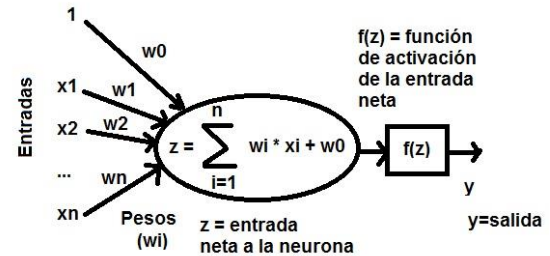 1
w0
x1
w1
x2
w2
...
wn
xn
Entradas
Pesos
(wi)
n
z = ∑ wi * xi + w0
i=1
z = entrada
neta a la neurona
f(z) = función
de activación
de la entrada
neta
f(z)
y
y=salida